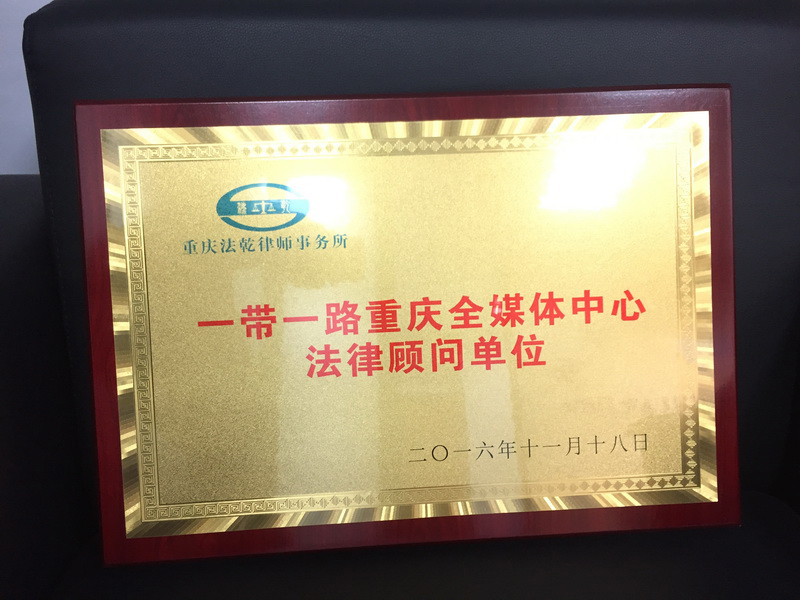 重庆法乾律师事务所
一带一路重庆全媒体中心
法律顾问单位
二〇一六年十一月十八日